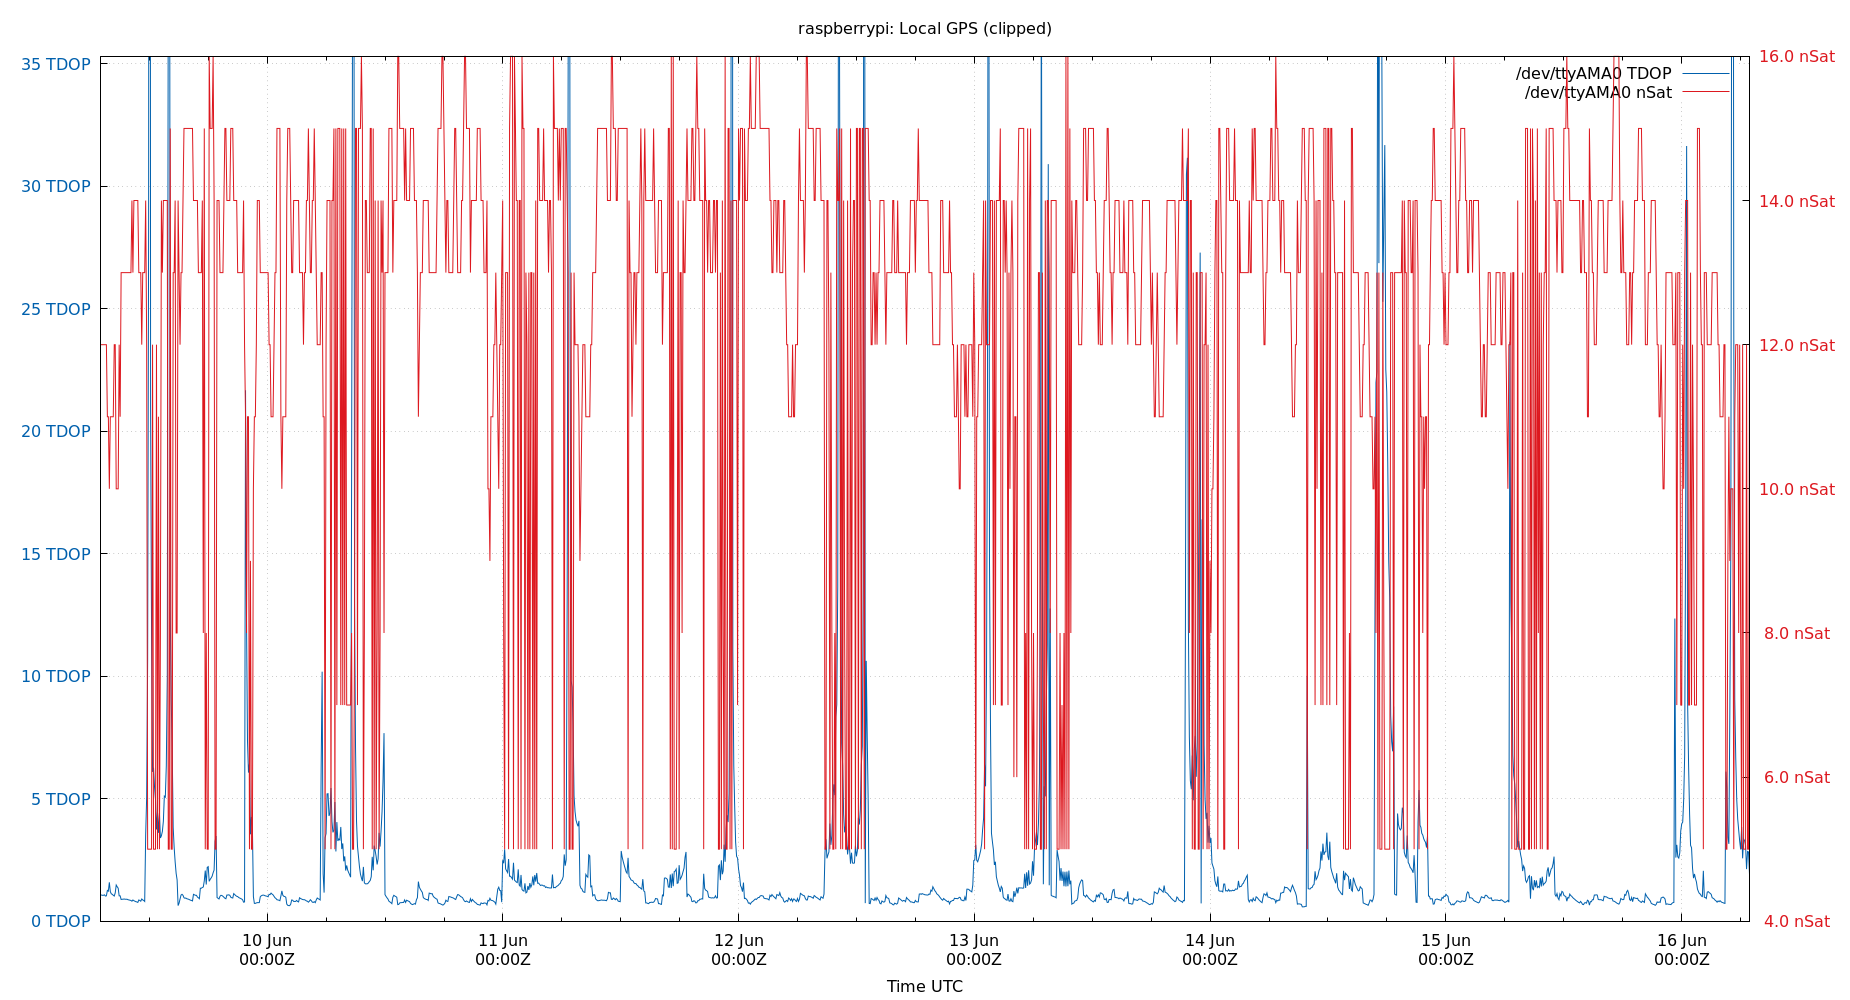 raspberrypi: Local GPS (clipped)
35 TDOP
30 TDOP
25 TDOP
20 TDOP
15 TDOP
10 TDOP
5 TDOP
0 TDOP
16.0 nSat
14.0 nSat
12.0 nSat
10.0 nSat
8.0 nSat
6.0 nSat
4.0 nSat
/dev/ttyAMA0 TDOP
/dev/ttyAMA0 nSat
10 Jun
00:00Z
11 Jun
00:00Z
12 Jun
00:00Z
13 Jun
00:00Z
14 Jun
00:00Z
15 Jun
00:00Z
16 Jun
00:00Z
Time UTC